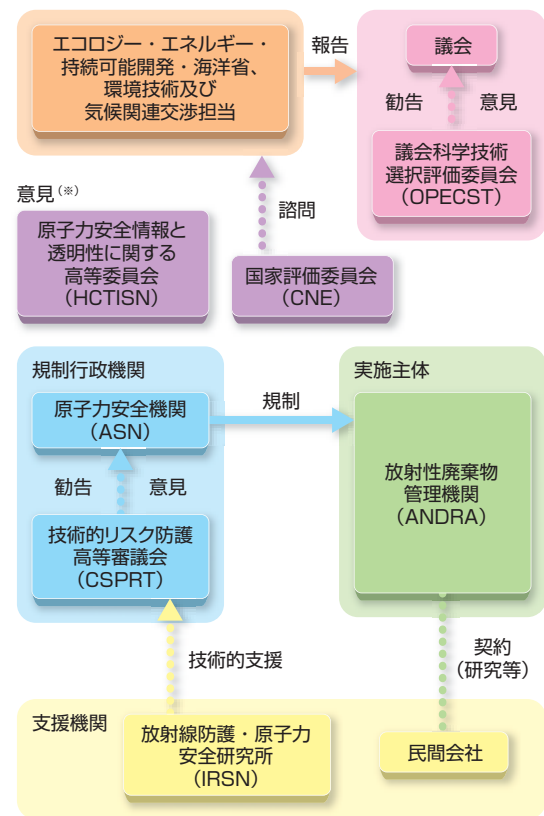 エコロジー・エネルギー・
持続可能開発・海洋省、
環境技術及び
気候関連交渉担当
報告
議会
勧告
意見
議会科学技術
選択評価委員会
(OPECST)
意見(※)
原子力安全情報と
透明性に関する
高等委員会
(HCTISN)
諮問
国家評価委員会
(CNE)
規制行政機関
原子力安全機関
(ASN)
規制
実施主体
放射性廃棄物
管理機関
(ANDRA)
勧告
意見
技術的リスク防護
高等審議会
(CSPRT)
技術的支援
契約
(研究等)
支援機関
放射線防護・原子力
安全研究所
(IRSN)
民間会社